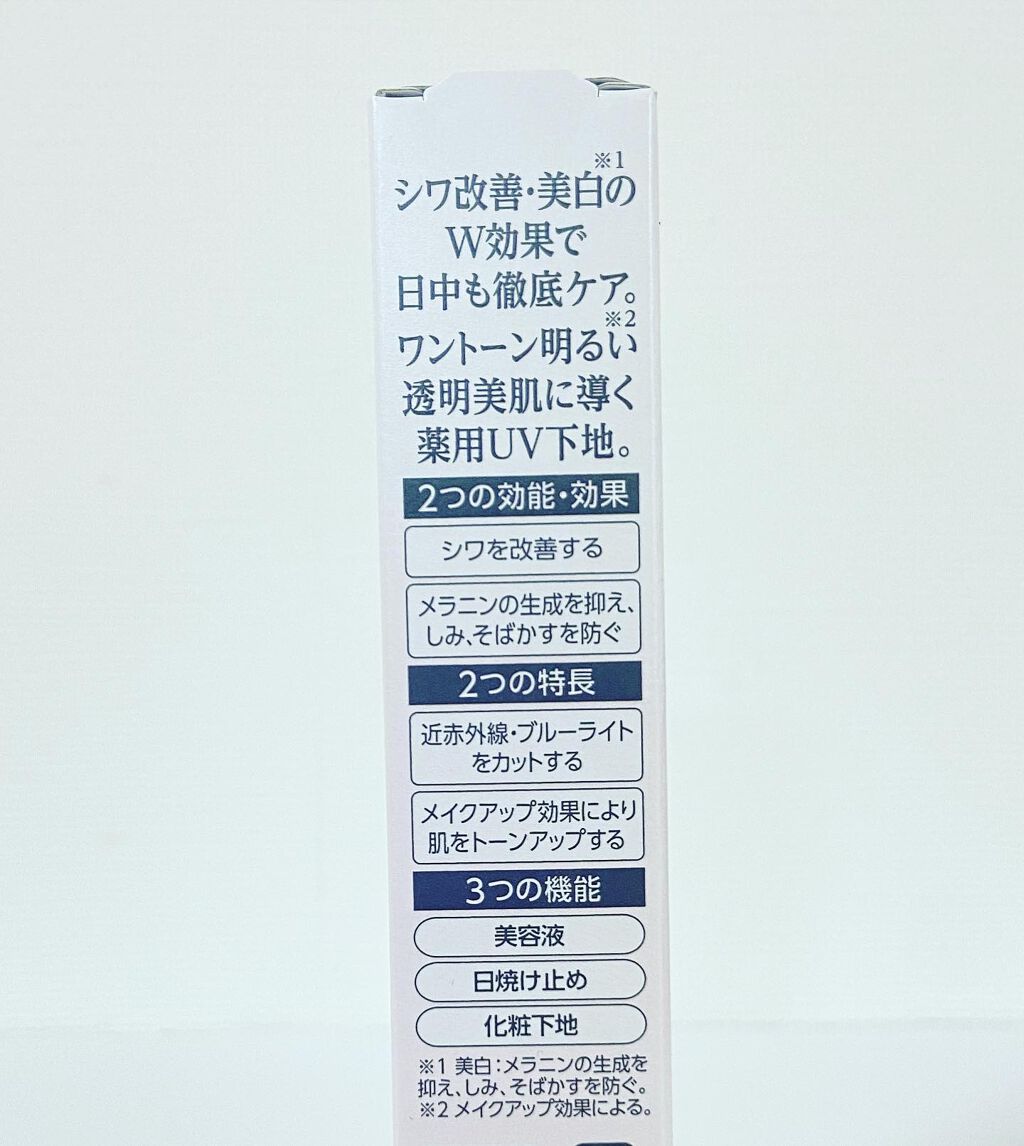 ※1
シワ改善・美白の
W効果で
日中も徹底ケア。
※2
ワントーン明るい
透明美肌に導く
薬用UV下地。
2つの効能・効果
シワを改善する
メラニンの生成を抑え、
しみ、そばかすを防ぐ
2つの特長
近赤外線・ブルーライト
をカットする
メイクアップ効果により
肌をトーンアップする
3つの機能
美容液
日焼け止め
化粧下地
※1 美白：メラニンの生成を
抑え、しみ、そばかすを防ぐ。
※2 メイクアップ効果による。